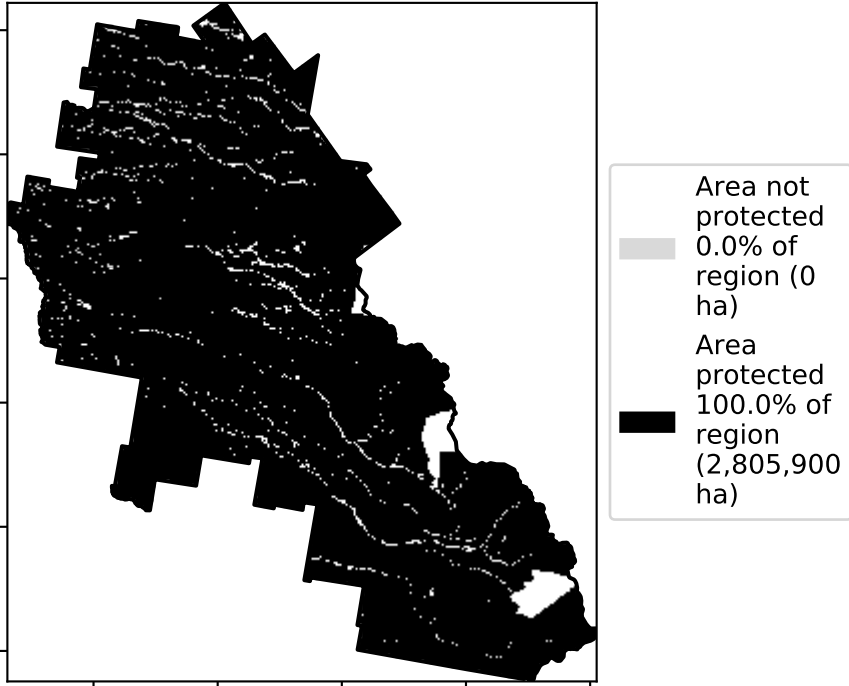 Area not
protected
0.0% of
region (0
ha)
Area
protected
100.0% of
region
(2,805,900
ha)